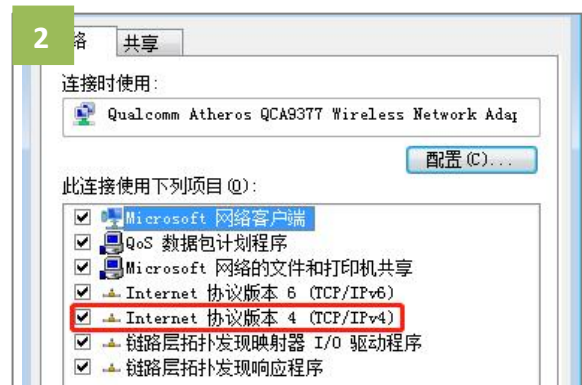 2
络
共享
连接时使用:
Qualcomm Atheros QCA9377 Wireless Network Adap
配置(C)...
此连接使用下列项目(O):
Microsoft 网络客户端
QoS 数据包计划程序
Microsoft 网络的文件和打印机共享
Internet 协议版本 6 (TCP/IPv6)
Internet 协议版本 4 (TCP/IPv4)
链路层拓扑发现映射器 I/O 驱动程序
链路层拓扑发现响应程序